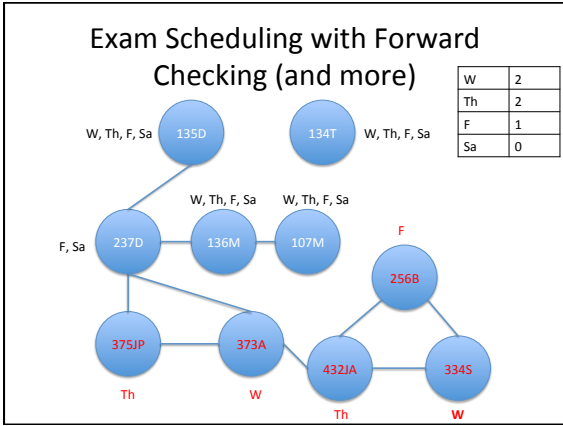 Exam Scheduling with Forward
Checking (and more)
W 2
Th 2
F 1
Sa 0
W, Th, F, Sa
135D
134T
W, Th, F, Sa
W, Th, F, Sa
W, Th, F, Sa
F, Sa
237D
136M
107M
F
256B
375JP
373A
432JA
334S
Th
W
Th
W